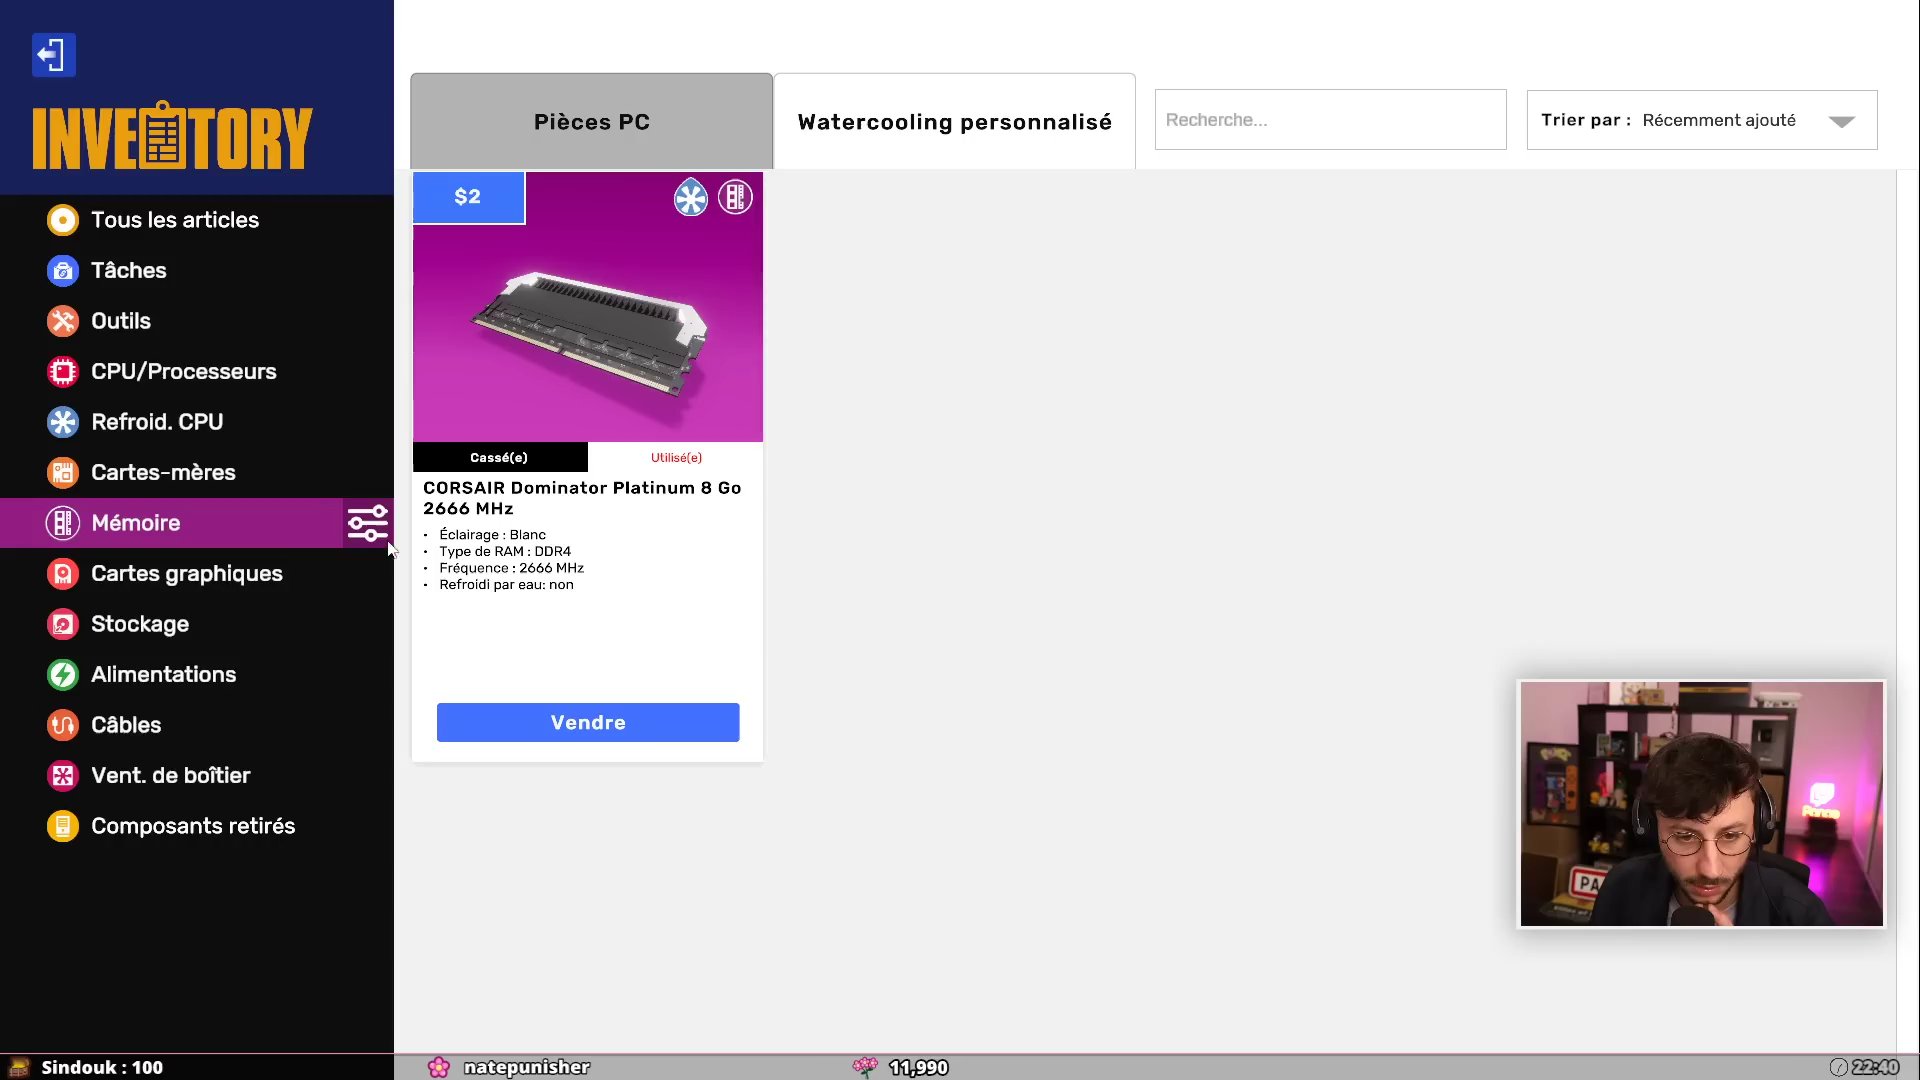 INVENTORY
Tous les articles
Tâches
Outils
CPU/Processeurs
Refroid. CPU
Cartes-mères
Mémoire
Cartes graphiques
Stockage
Alimentations
Câbles
Vent. de boîtier
Composants retirés
Pièces PC
Watercooling personnalisé
Recherche...
Trier par : Récemment ajouté
$2
Cassé(e)
Utilisé(e)
CORSAIR Dominator Platinum 8 Go
2666 MHz
• Éclairage : Blanc
• Type de RAM : DDR4
• Fréquence : 2666 MHz
• Refroidi par eau: non
Vendre
PA
Sindouk : 100
natepunisher
11,990
22:40